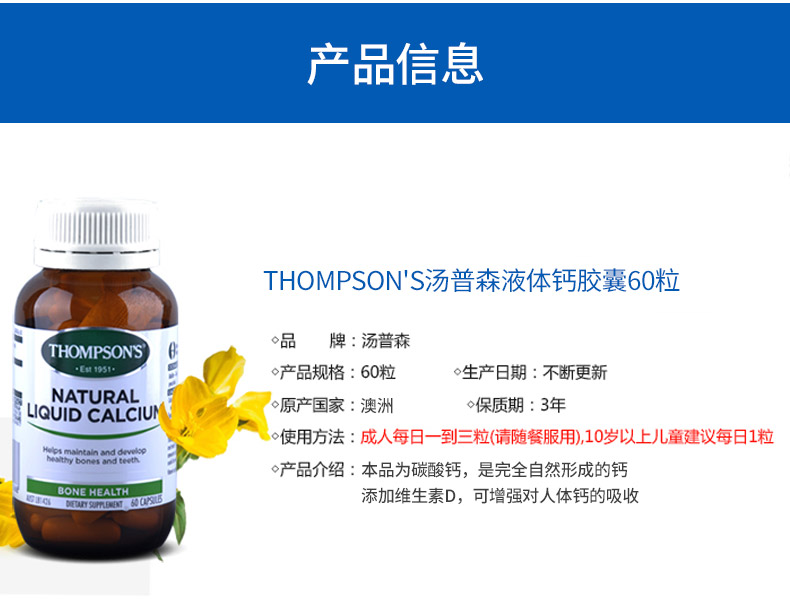 产品信息
THOMPSON'S汤普森液体钙胶囊60粒
◇品 牌：汤普森
◇产品规格：60粒 ◇生产日期：不断更新
◇原产国家：澳洲 ◇保质期：3年
◇使用方法：成人每日一到三粒(请随餐服用),10岁以上儿童建议每日1粒
◇产品介绍：本品为碳酸钙，是完全自然形成的钙
添加维生素D，可增强对人体钙的吸收
THOMPSON'S
• Est 1951 •
NATURAL
LIQUID CALCIUM
Helps maintain and develop
healthy bones and teeth.
BONE HEALTH
AUST L81426 DIETARY SUPPLEMENT 60 CAPSULES